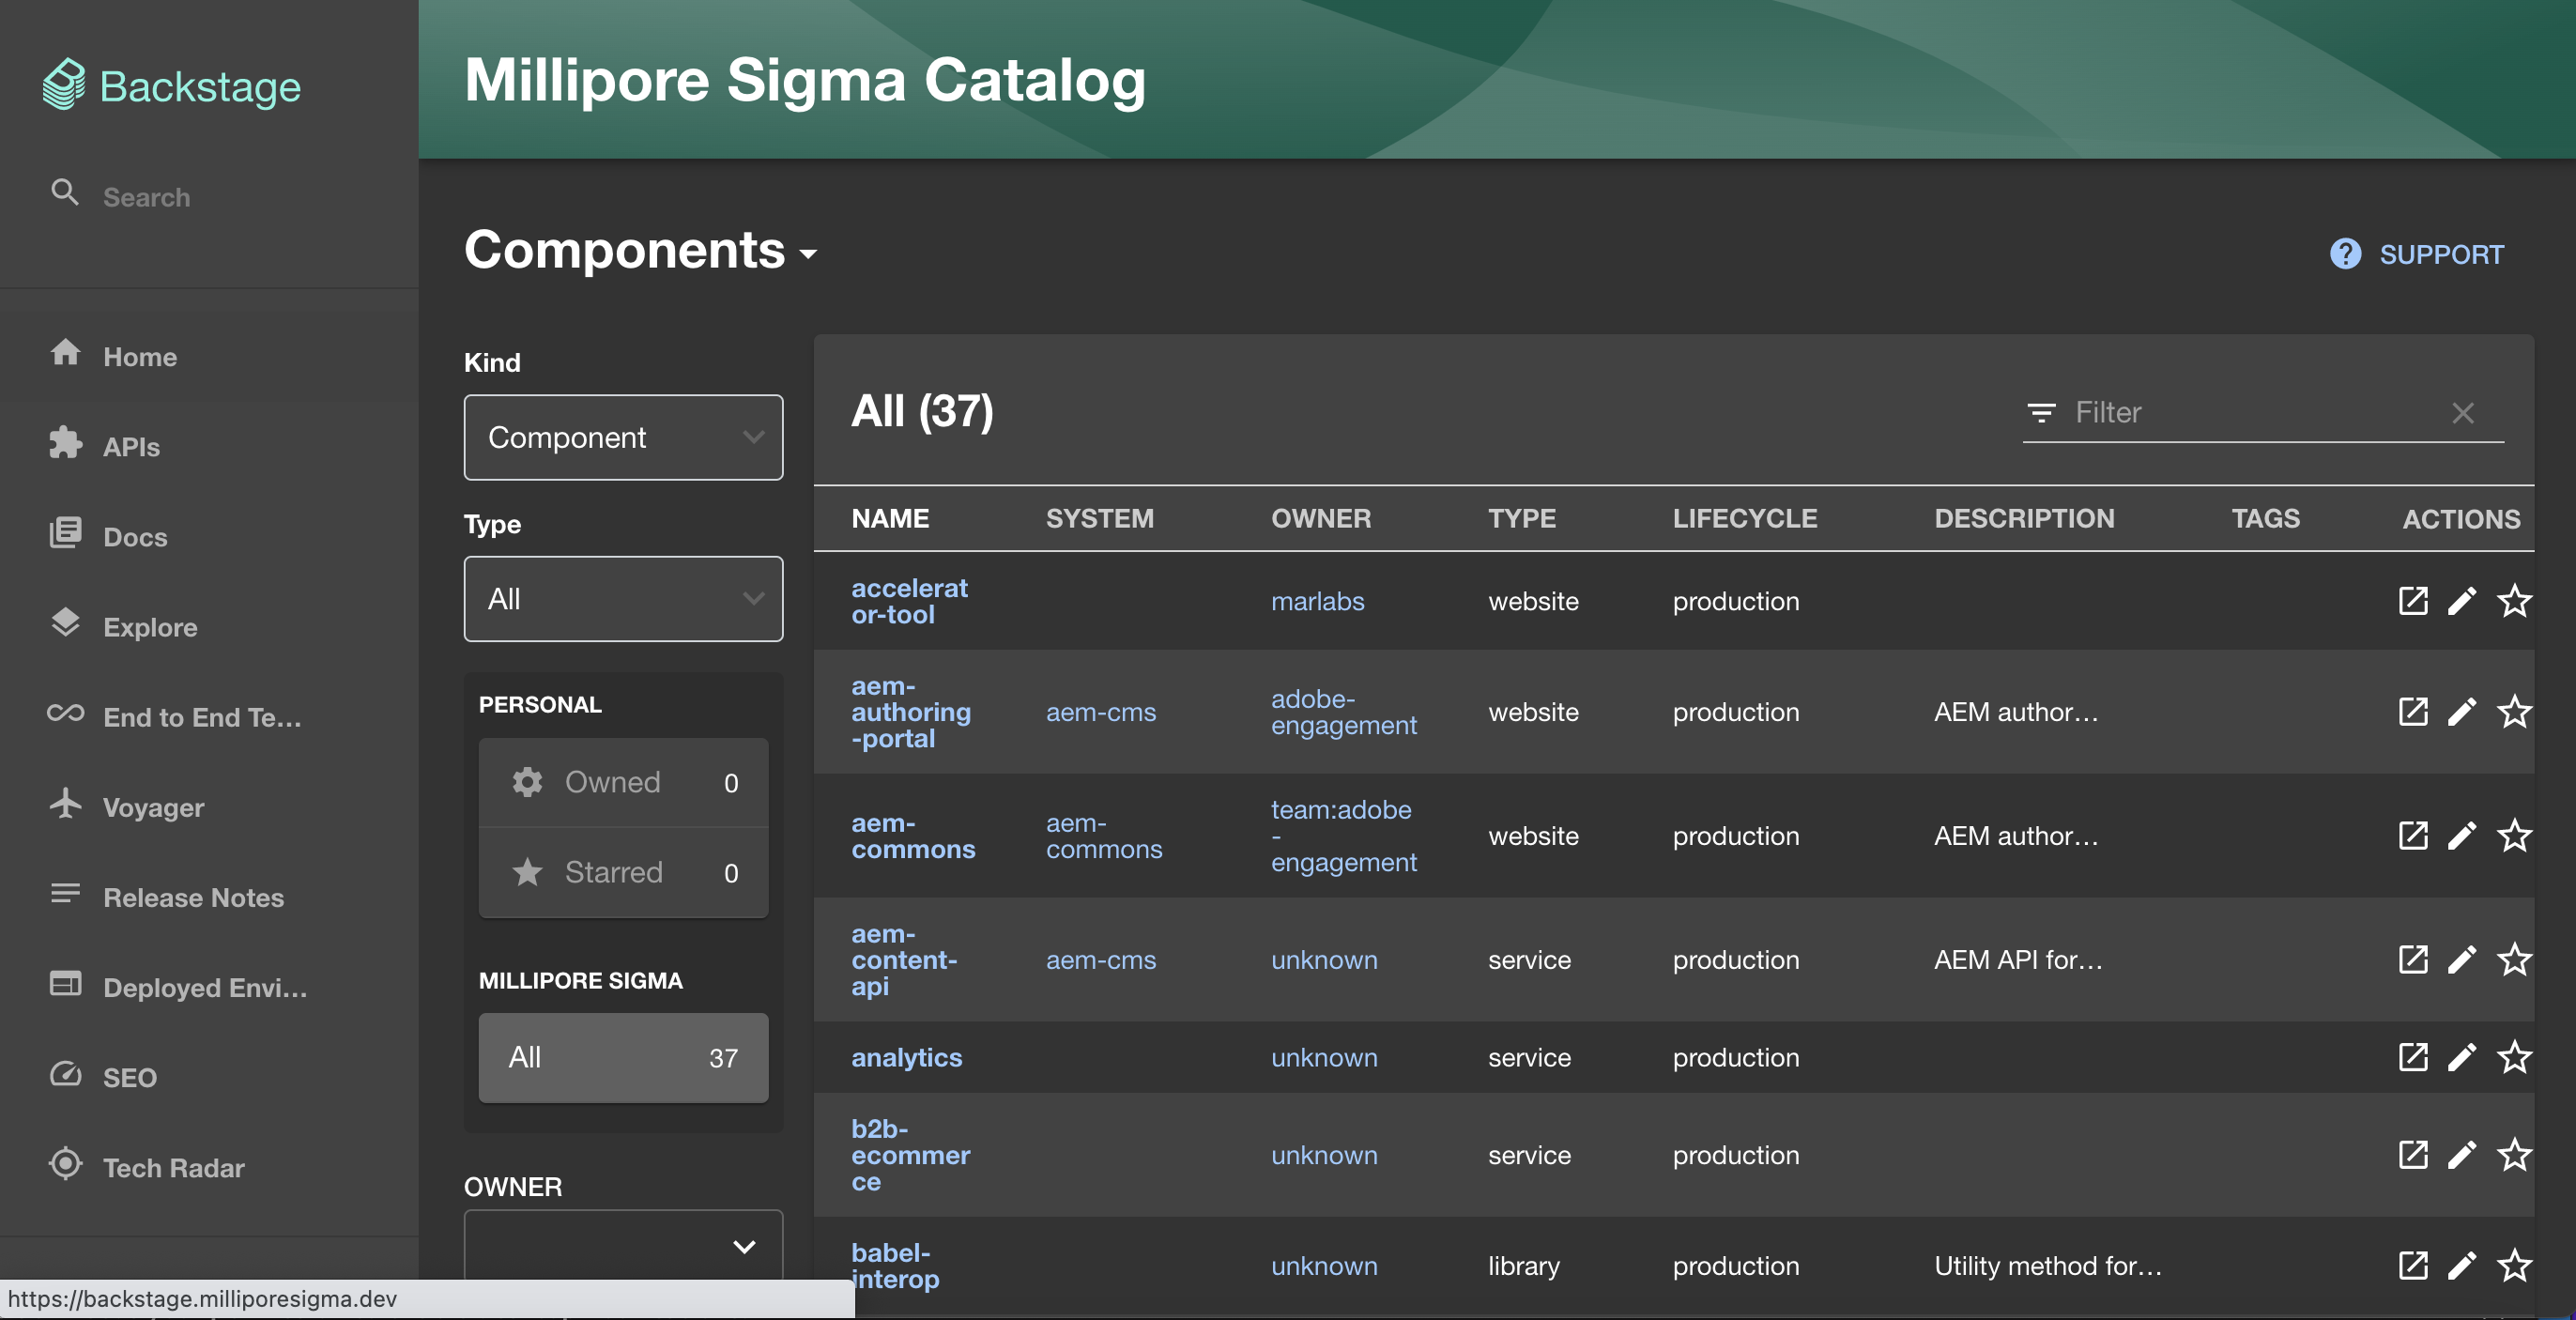 Backstage
Search
Home
APIs
Docs
Explore
End to End Te...
Voyager
Release Notes
Deployed Envi...
SEO
Tech Radar
Millipore Sigma Catalog
Components
SUPPORT
Kind
Component
Type
All
PERSONAL
Owned 0
Starred 0
MILLIPORE SIGMA
All 37
OWNER
All (37)
Filter
NAME SYSTEM OWNER TYPE LIFECYCLE DESCRIPTION TAGS ACTIONS
accelerat
or-tool
marlabs
website
production
aem-
authoring
-portal
aem-cms
adobe-
engagement
website
production
AEM author...
aem-
commons
aem-
commons
team:adobe
-
engagement
website
production
AEM author...
aem-
content-
api
aem-cms
unknown
service
production
AEM API for...
analytics
unknown
service
production
b2b-
ecommer
ce
unknown
service
production
babel-
interop
unknown
library
production
Utility method for...
https://backstage.milliporesigma.dev